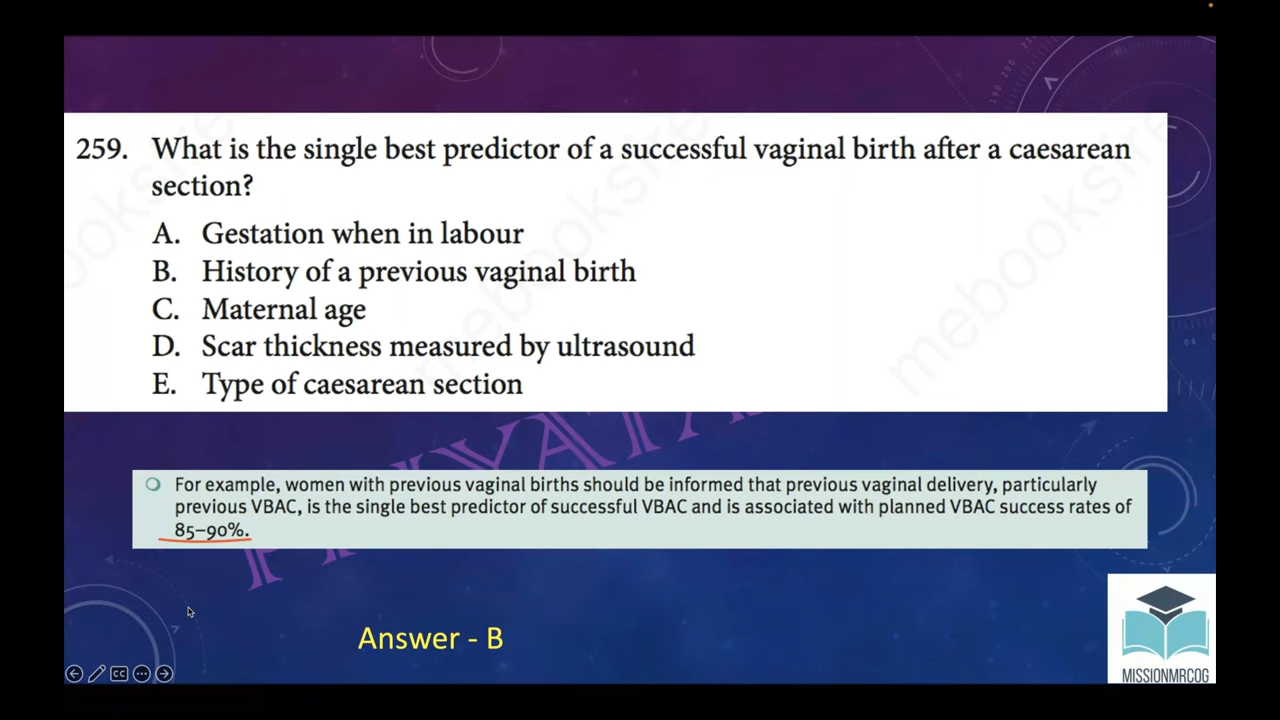 259. What is the single best predictor of a successful vaginal birth after a caesarean
section?
A. Gestation when in labour
B. History of a previous vaginal birth
C. Maternal age
D. Scar thickness measured by ultrasound
E. Type of caesarean section
For example, women with previous vaginal births should be informed that previous vaginal delivery, particularly
previous VBAC, is the single best predictor of successful VBAC and is associated with planned VBAC success rates of
85–90%.
Answer - B
MISSIONMRCOG